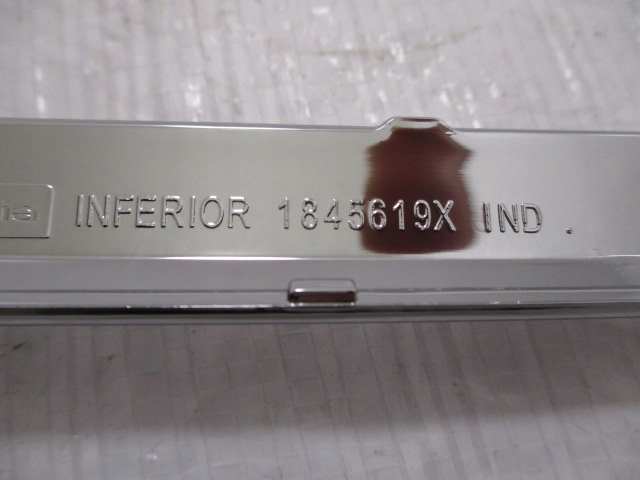 INFERIOR 1845619X IND .